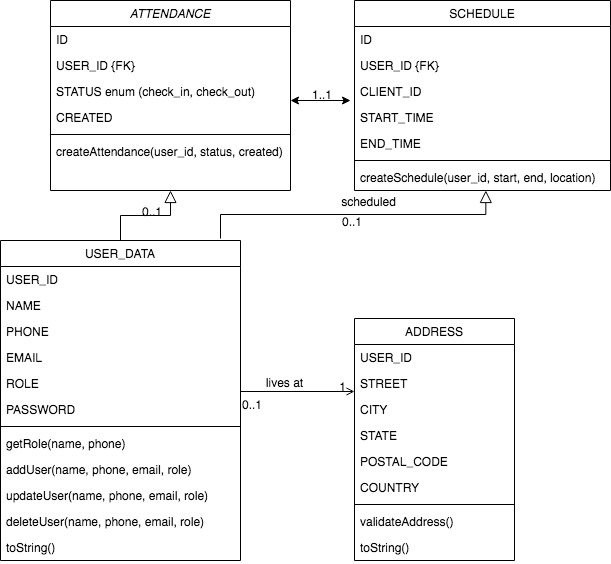 ATTENDANCE
ID
USER_ID {FK}
STATUS enum (check_in, check_out)
CREATED
createAttendance(user_id, status, created)
1..1
SCHEDULE
ID
USER_ID {FK}
CLIENT_ID
START_TIME
END_TIME
createSchedule(user_id, start, end, location)
0..1
scheduled
0..1
USER_DATA
USER_ID
NAME
PHONE
EMAIL
ROLE
PASSWORD
getRole(name, phone)
addUser(name, phone, email, role)
updateUser(name, phone, email, role)
deleteUser(name, phone, email, role)
toString()
lives at
0..1
1
ADDRESS
USER_ID
STREET
CITY
STATE
POSTAL_CODE
COUNTRY
validateAddress()
toString()